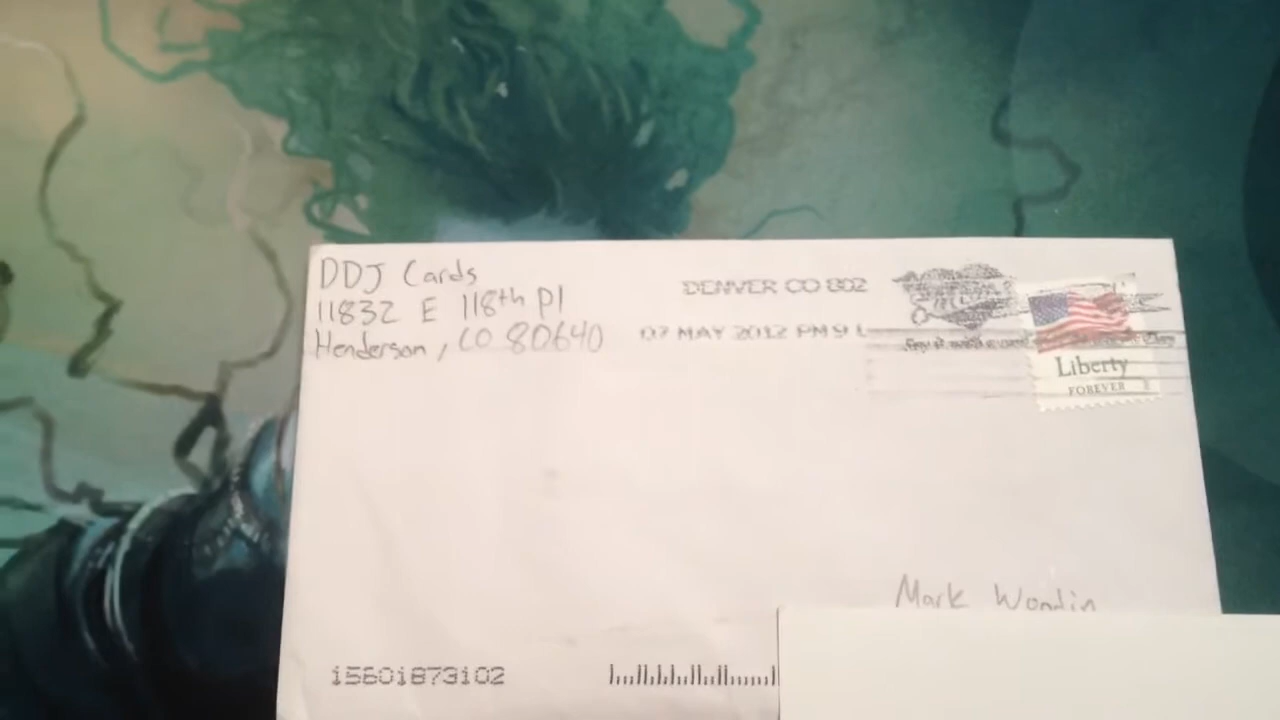 DDJ Cards
11832 E 118th Pl
Henderson, CO 80640
DENVER CO 802
07 MAY 2012 PM 9 L
Liberty
FOREVER
Mark Wondin
15601873102